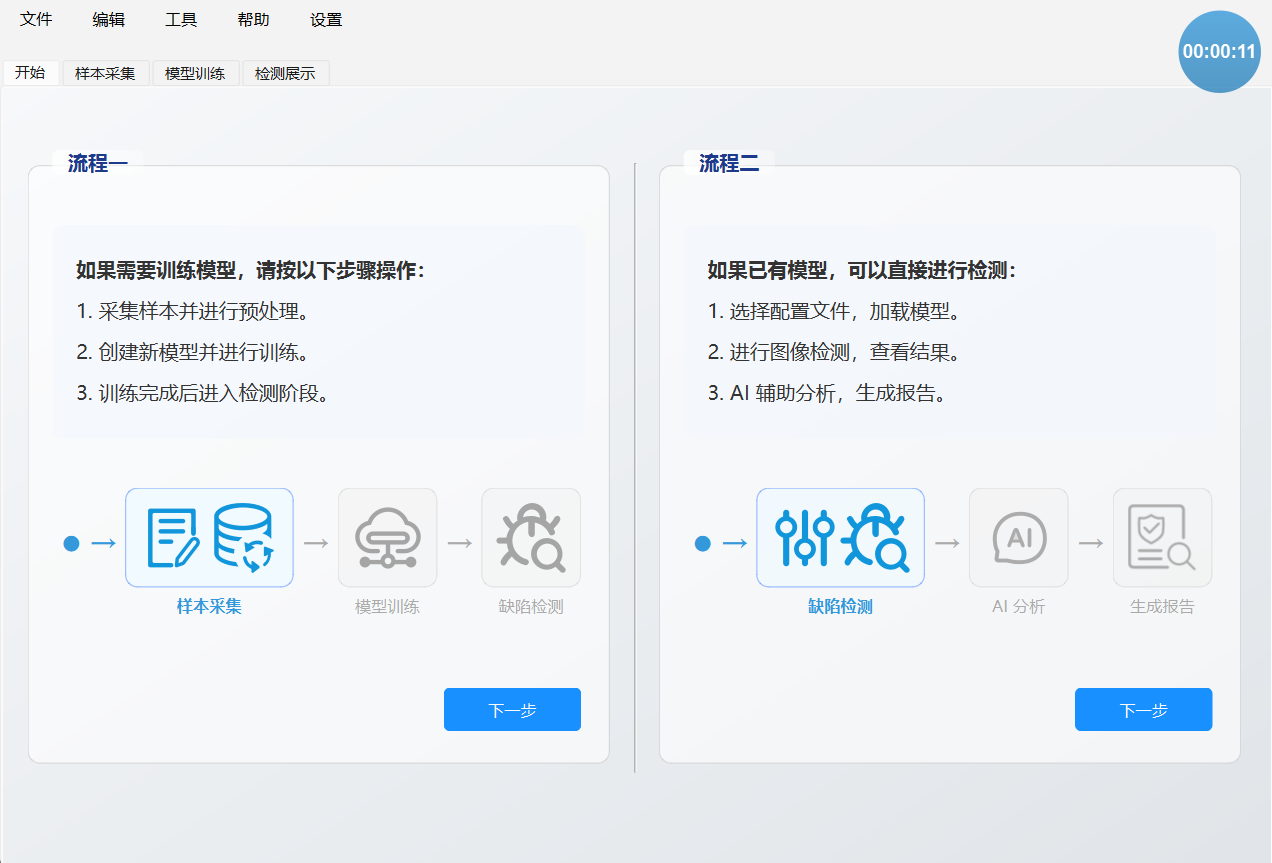 文件 编辑 工具 帮助 设置
00:00:11
开始 样本采集 模型训练 检测展示
流程一
如果需要训练模型，请按以下步骤操作：
1. 采集样本并进行预处理。
2. 创建新模型并进行训练。
3. 训练完成后进入检测阶段。
样本采集 模型训练 缺陷检测
下一步
流程二
如果已有模型，可以直接进行检测：
1. 选择配置文件，加载模型。
2. 进行图像检测，查看结果。
3. AI 辅助分析，生成报告。
AI
缺陷检测 AI 分析 生成报告
下一步